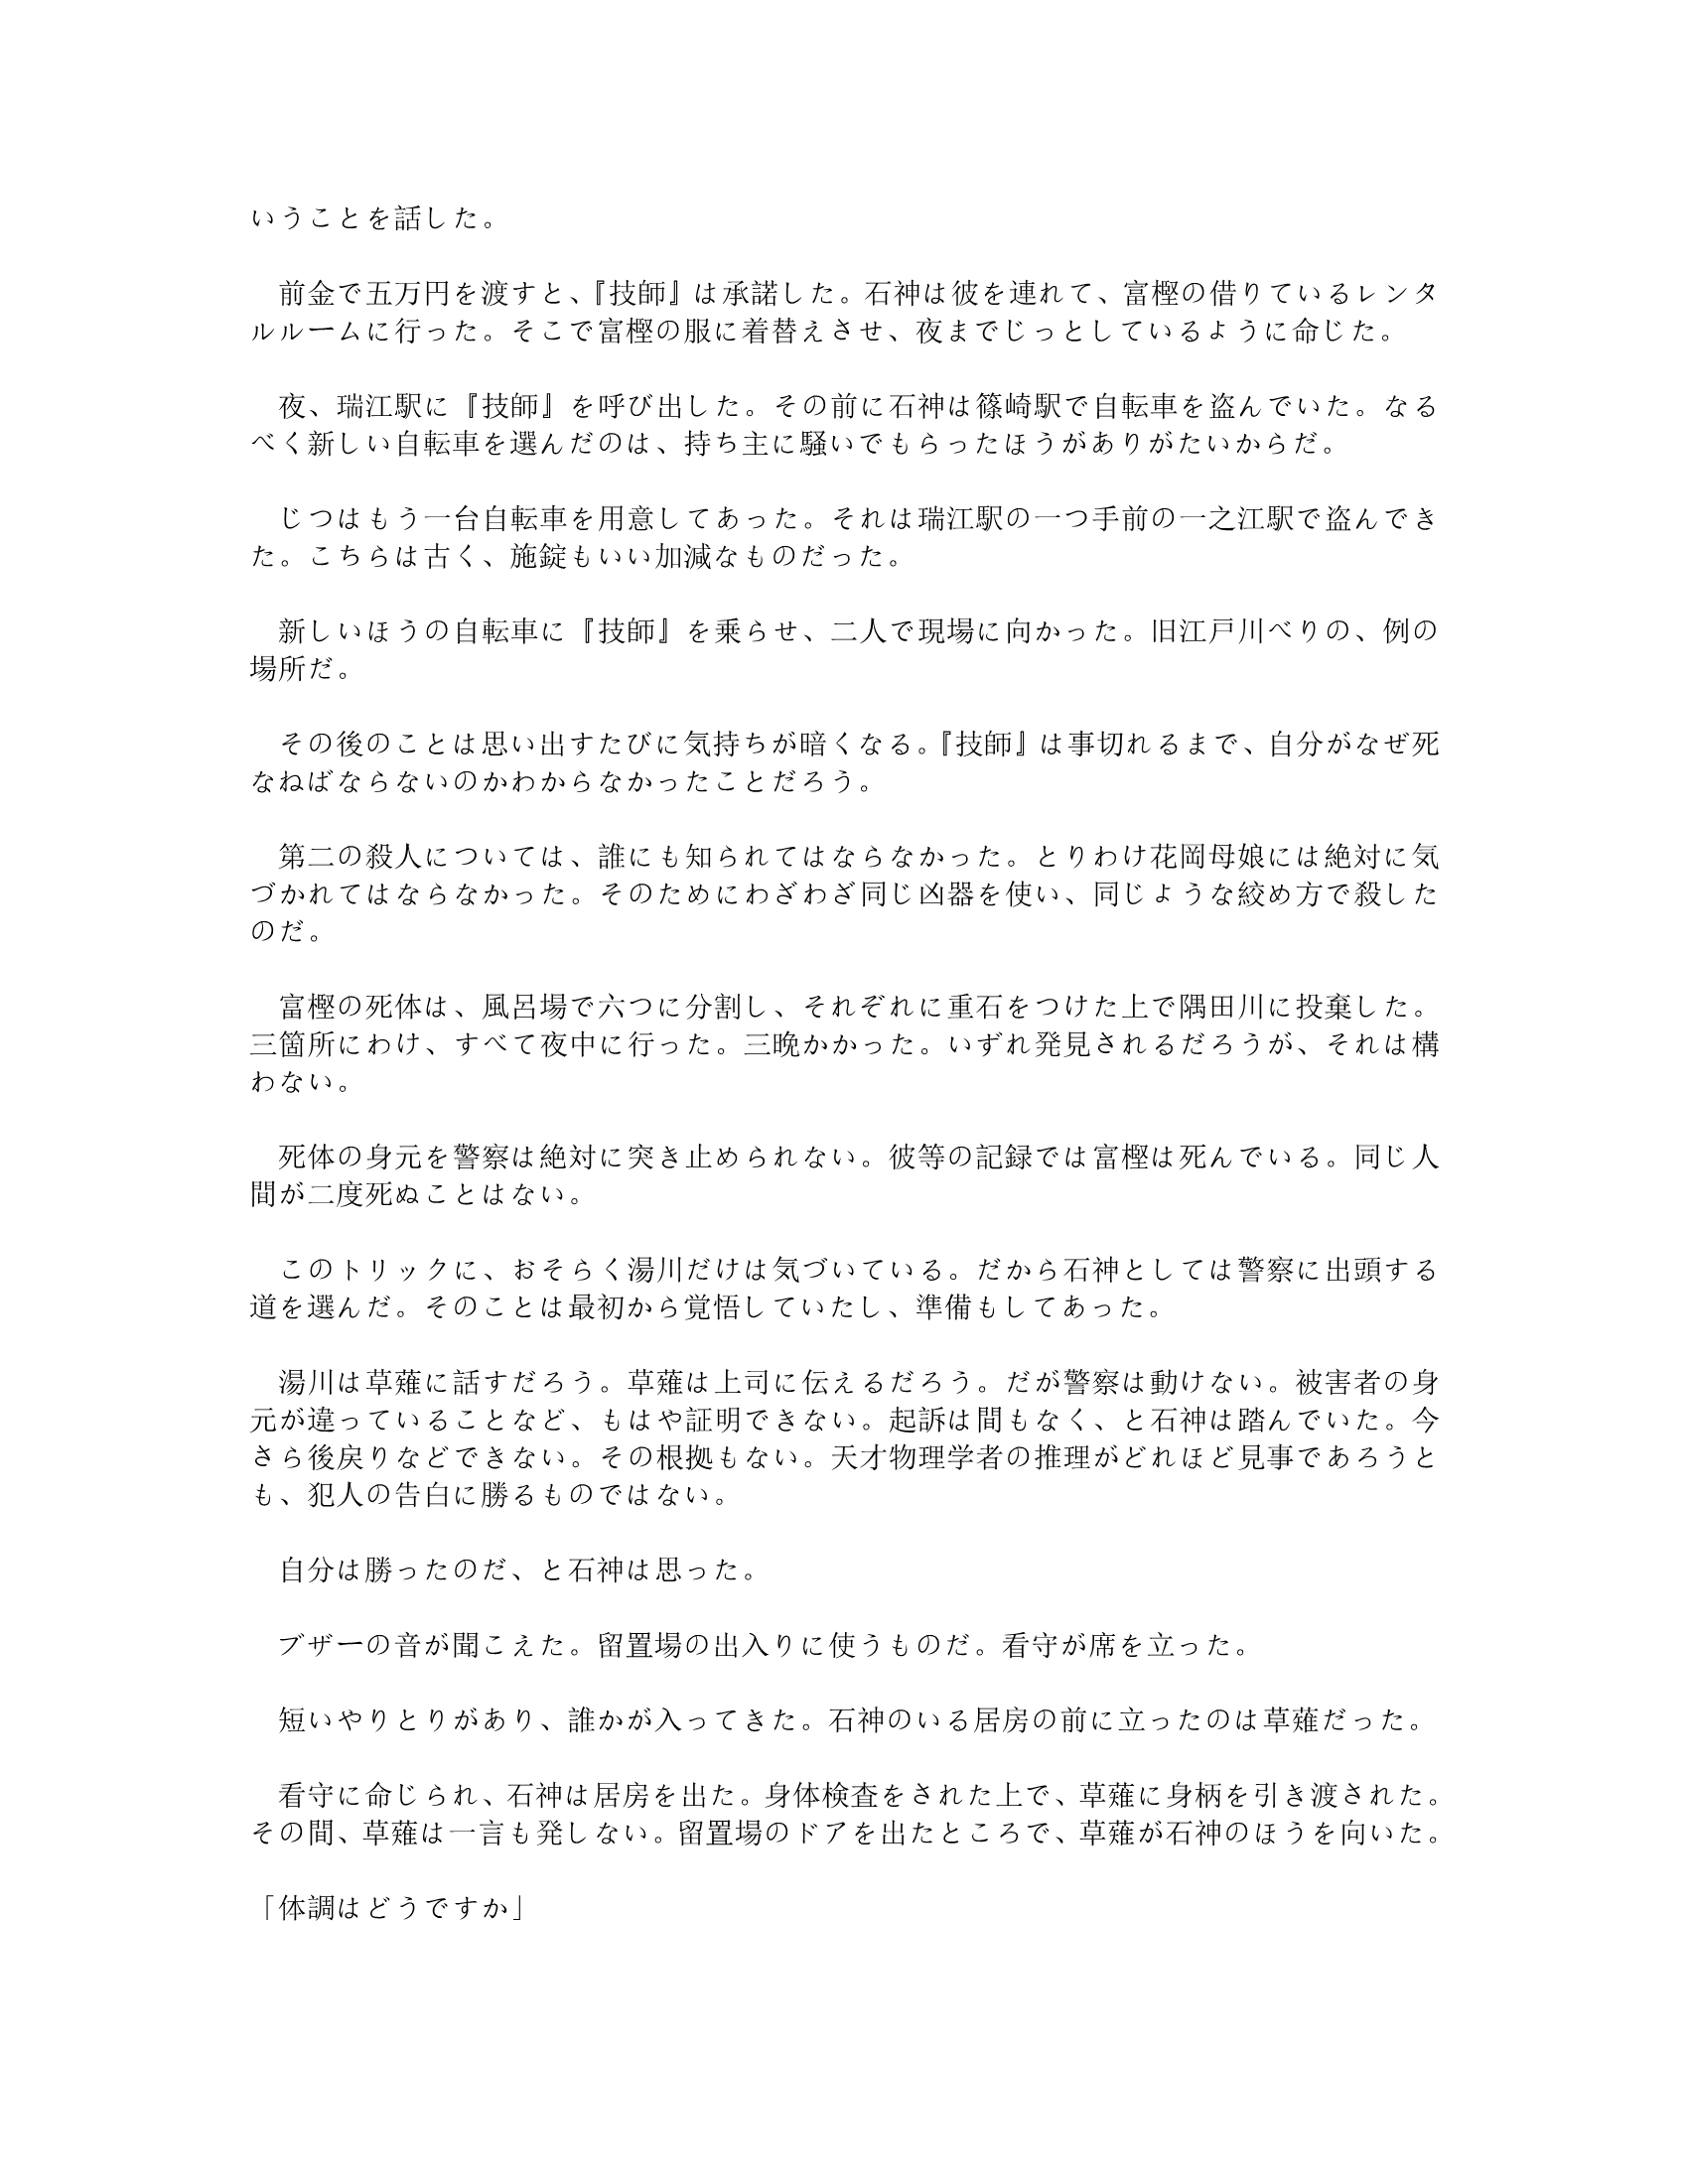 いうことを話した。
　前金で五万円を渡すと、『技師』は承諾した。石神は彼を連れて、富樫の借りているレンタ
ルルームに行った。そこで富樫の服に着替えさせ、夜までじっとしているように命じた。
　夜、瑞江駅に『技師』を呼び出した。その前に石神は篠崎駅で自転車を盗んでいた。なる
べく新しい自転車を選んだのは、持ち主に騒いでもらったほうがありがたいからだ。
　じつはもう一台自転車を用意してあった。それは瑞江駅の一つ手前の一之江駅で盗んでき
た。こちらは古く、施錠もいい加減なものだった。
　新しいほうの自転車に『技師』を乗らせ、二人で現場に向かった。旧江戸川べりの、例の
場所だ。
　その後のことは思い出すたびに気持ちが暗くなる。『技師』は事切れるまで、自分がなぜ死
なねばならないのかわからなかったことだろう。
　第二の殺人については、誰にも知られてはならなかった。とりわけ花岡母娘には絶対に気
づかれてはならなかった。そのためにわざわざ同じ凶器を使い、同じような絞め方で殺した
のだ。
　富樫の死体は、風呂場で六つに分割し、それぞれに重石をつけた上で隅田川に投棄した。
三箇所にわけ、すべて夜中に行った。三晩かかった。いずれ発見されるだろうが、それは構
わない。
　死体の身元を警察は絶対に突き止められない。彼等の記録では富樫は死んでいる。同じ人
間が二度死ぬことはない。
　このトリックに、おそらく湯川だけは気づいている。だから石神としては警察に出頭する
道を選んだ。そのことは最初から覚悟していたし、準備もしてあった。
　湯川は草薙に話すだろう。草薙は上司に伝えるだろう。だが警察は動けない。被害者の身
元が違っていることなど、もはや証明できない。起訴は間もなく、と石神は踏んでいた。今
さら後戻りなどできない。その根拠もない。天才物理学者の推理がどれほど見事であろうと
も、犯人の告白に勝るものではない。
　自分は勝ったのだ、と石神は思った。
　ブザーの音が聞こえた。留置場の出入りに使うものだ。看守が席を立った。
　短いやりとりがあり、誰かが入ってきた。石神のいる居房の前に立ったのは草薙だった。
　看守に命じられ、石神は居房を出た。身体検査をされた上で、草薙に身柄を引き渡された。
その間、草薙は一言も発しない。留置場のドアを出たところで、草薙が石神のほうを向いた。
「体調はどうですか」